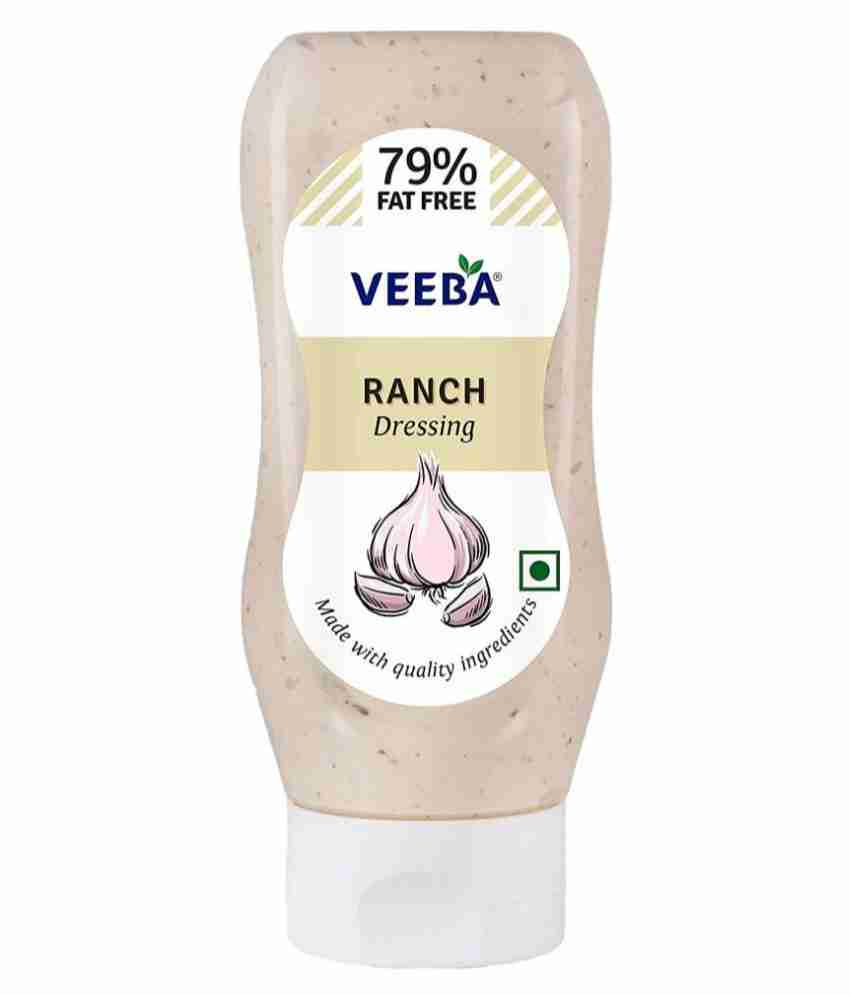 79%
FAT FREE
VEEBA®
RANCH
Dressing
Made with quality ingredients